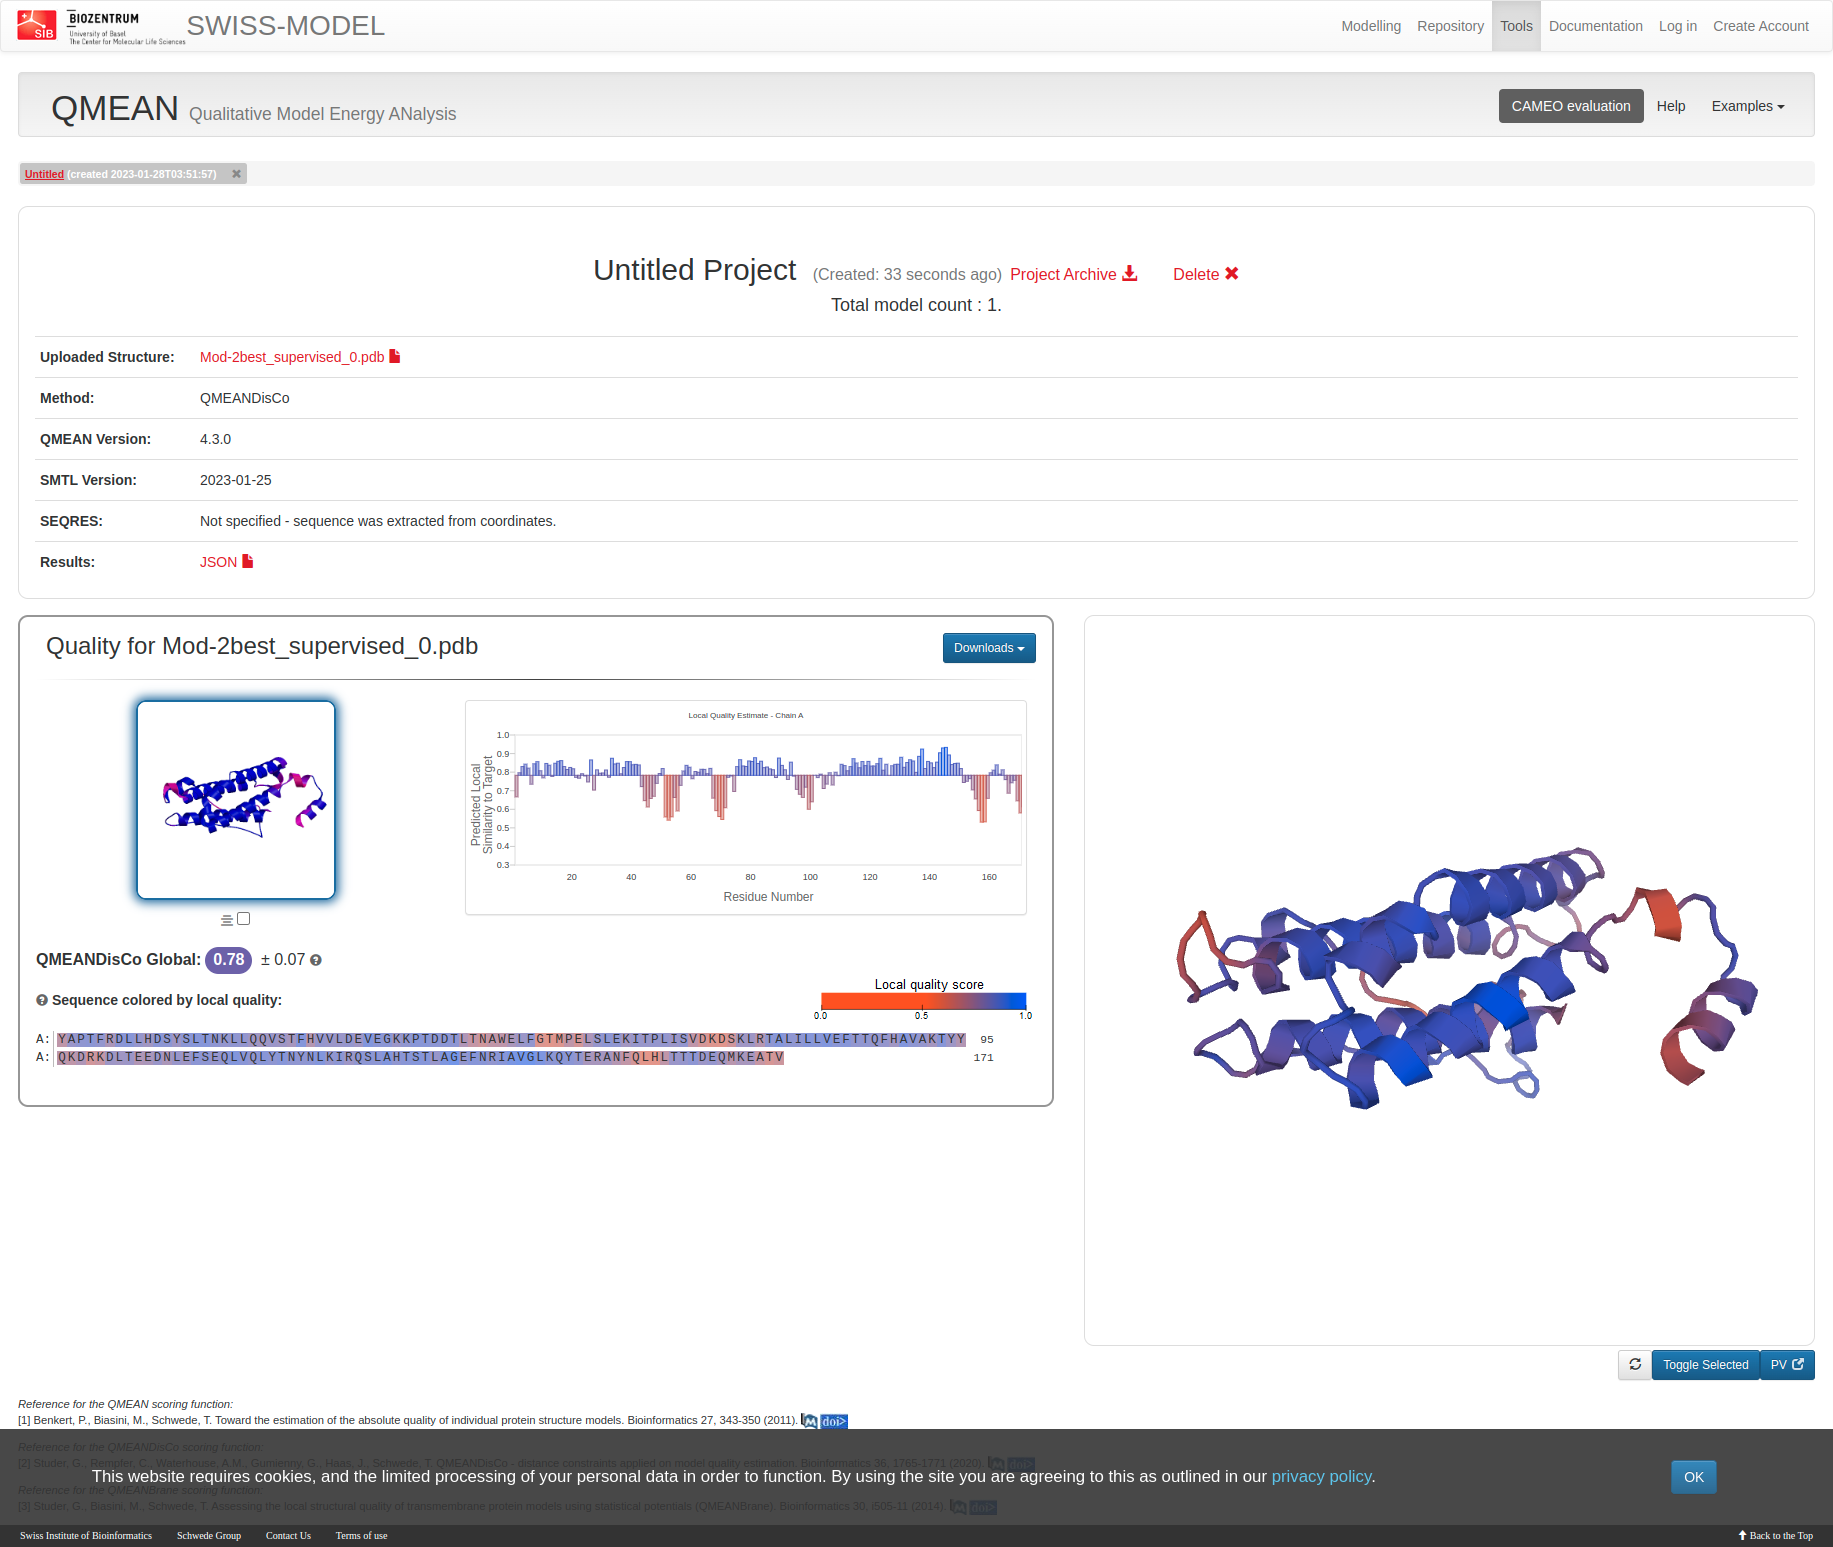 SIB
BIOZENTRUM
University of Basel
The Center for Molecular Life Sciences
SWISS-MODEL
Modelling
Repository
Tools
Documentation
Log in
Create Account
QMEAN Qualitative Model Energy ANalysis
CAMEO evaluation
Help
Examples
Untitled (created 2023-01-28T03:51:57)
Untitled Project (Created: 33 seconds ago) Project Archive Delete
Total model count : 1.
Uploaded Structure: Mod-2best_supervised_0.pdb
Method: QMEANDisCo
QMEAN Version: 4.3.0
SMTL Version: 2023-01-25
SEQRES: Not specified - sequence was extracted from coordinates.
Results: JSON
Quality for Mod-2best_supervised_0.pdb
Downloads
Local Quality Estimate - Chain A
Predicted Local
Similarity to Target
1.0
0.9
0.8
0.7
0.6
0.5
0.4
0.3
20 40 60 80 100 120 140 160
Residue Number
QMEANDisCo Global: 0.78 ± 0.07
Sequence colored by local quality:
Local quality score
0.0 0.5 1.0
A: YAPTFRDLLHDSYSLTNKLLQQVSTFHVVLDEVEGKKPTDDTLTNAWELFGTMPELSLEKITPLISVDKDSKLRTALILLVEFTTQFHAVAKTYY 95
A: QKDRKDLTEEDNLEFSEQLVQLYTNYNLKIRQSLAHTSTLAGEFNRIAVGLKQYTERANFQLHLTTTDEQMKEATV 171
Toggle Selected
PV
Reference for the QMEAN scoring function:
[1] Benkert, P., Biasini, M., Schwede, T. Toward the estimation of the absolute quality of individual protein structure models. Bioinformatics 27, 343-350 (2011). doi>
Reference for the QMEANDisCo scoring function:
[2] Studer, G., Rempfer, C., Waterhouse, A.M., Gumienny, G., Haas, J., Schwede, T. QMEANDisCo - distance constraints applied on model quality estimation. Bioinformatics 36, 1765-1771 (2020). doi>
This website requires cookies, and the limited processing of your personal data in order to function. By using the site you are agreeing to this as outlined in our privacy policy.
OK
Reference for the QMEANBrane scoring function:
[3] Studer, G., Biasini, M., Schwede, T. Assessing the local structural quality of transmembrane protein models using statistical potentials (QMEANBrane). Bioinformatics 30, i505-11 (2014). doi>
Swiss Institute of Bioinformatics
Schwede Group
Contact Us
Terms of use
Back to the Top